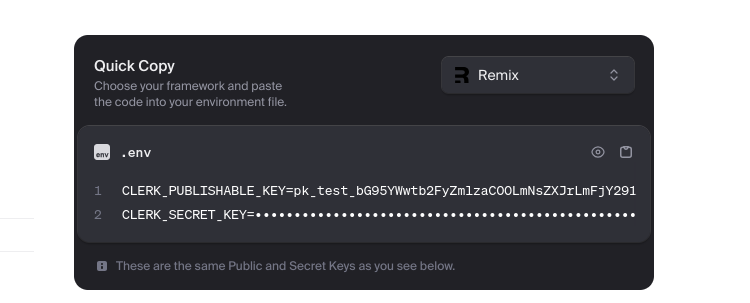 Quick Copy
Choose your framework and paste
the code into your environment file.
Remix
env .env
1 CLERK_PUBLISHABLE_KEY=pk_test_bG95YWwtb2FyZmlzaC0OLmNsZXJrLmFjY291
2 CLERK_SECRET_KEY=•••••••••••••••••••••••••••••••••••••••••••••••••
These are the same Public and Secret Keys as you see below.